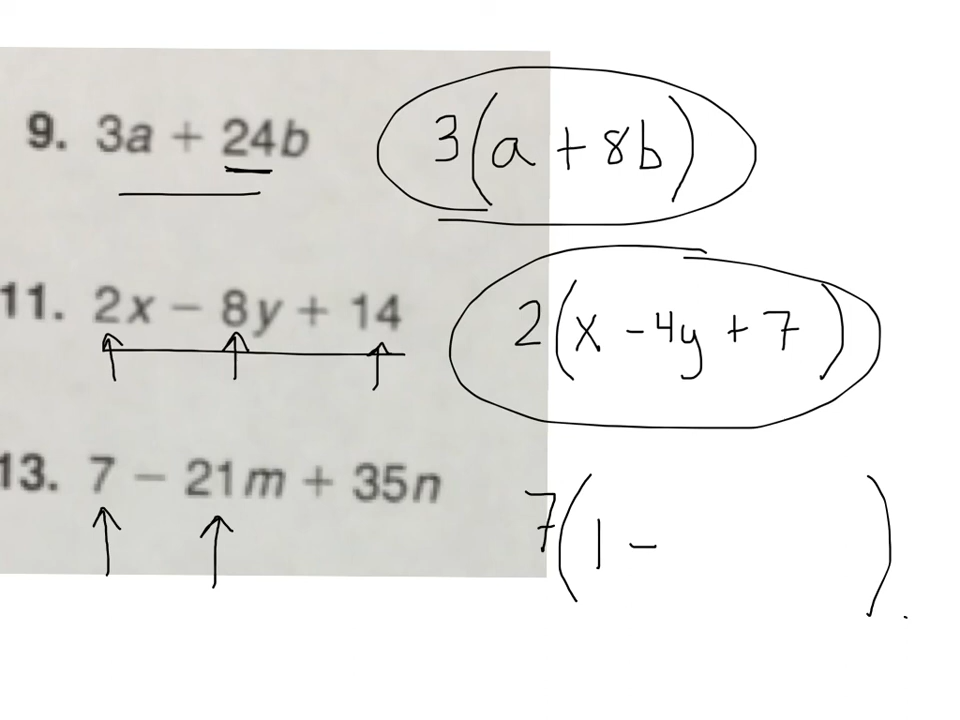 9. 3a + 24b 3(a + 8b)
11. 2x − 8y + 14 2(x − 4y + 7)
13. 7 − 21m + 35n 7(1 − ).